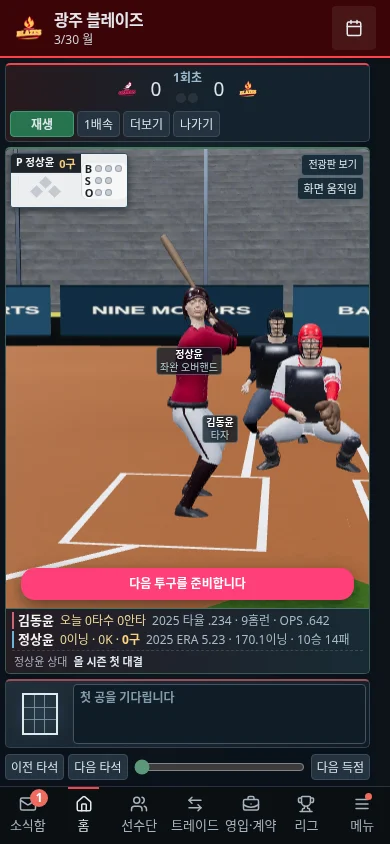 광주 블레이즈
3/30 월
1회초
0
0
재생
1배속
더보기
나가기
P 정상윤 0구
B
S
O
전광판 보기
화면 움직임
NINE MOTORS
정상윤
좌완 오버핸드
김동윤
타자
다음 투구를 준비합니다
김동윤 오늘 0타수 0안타 2025 타율 .234 · 9홈런 · OPS .642
정상윤 0이닝 · 0K · 0구 2025 ERA 5.23 · 170.1이닝 · 10승 14패
정상윤 상대 올 시즌 첫 대결
첫 공을 기다립니다
이전 타석
다음 타석
다음 득점
1
소식함
홈
선수단
트레이드
영입·계약
리그
메뉴